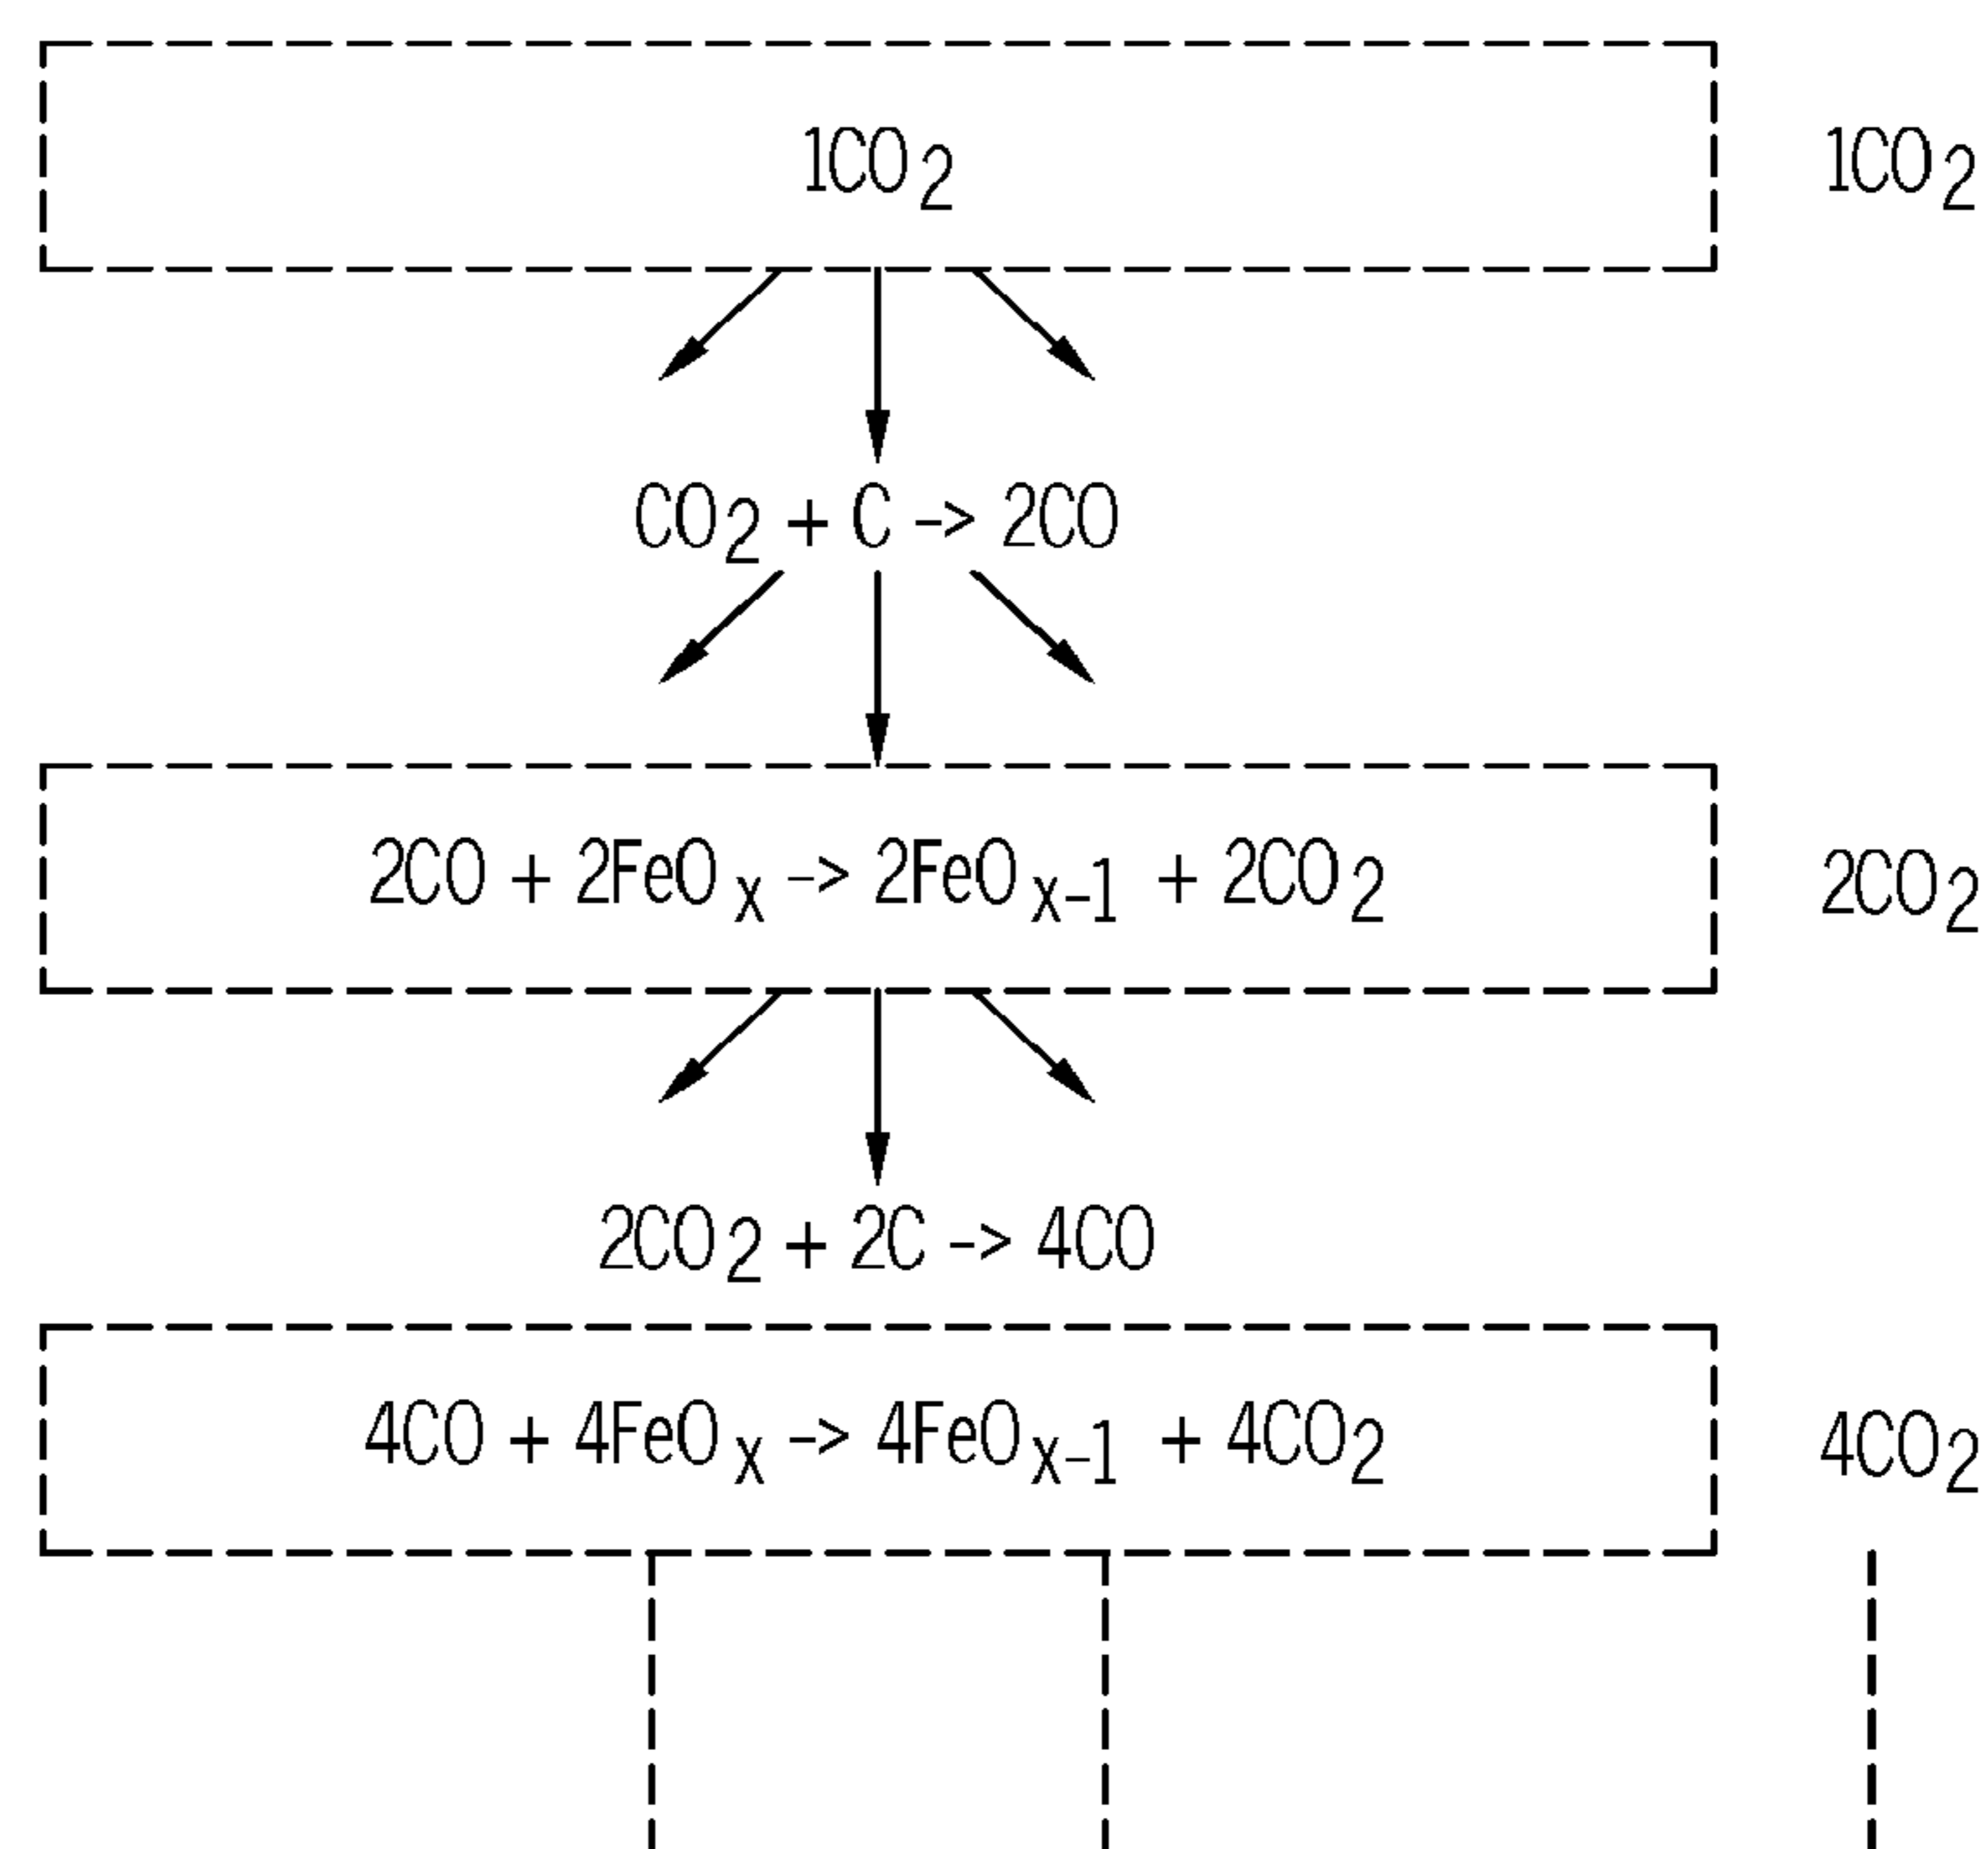 1CO₂ 1CO₂
CO₂ + C -> 2CO
2CO + 2FeOₓ -> 2FeOₓ₋₁ + 2CO₂ 2CO₂
2CO₂ + 2C -> 4CO
4CO + 4FeOₓ -> 4FeOₓ₋₁ + 4CO₂ 4CO₂